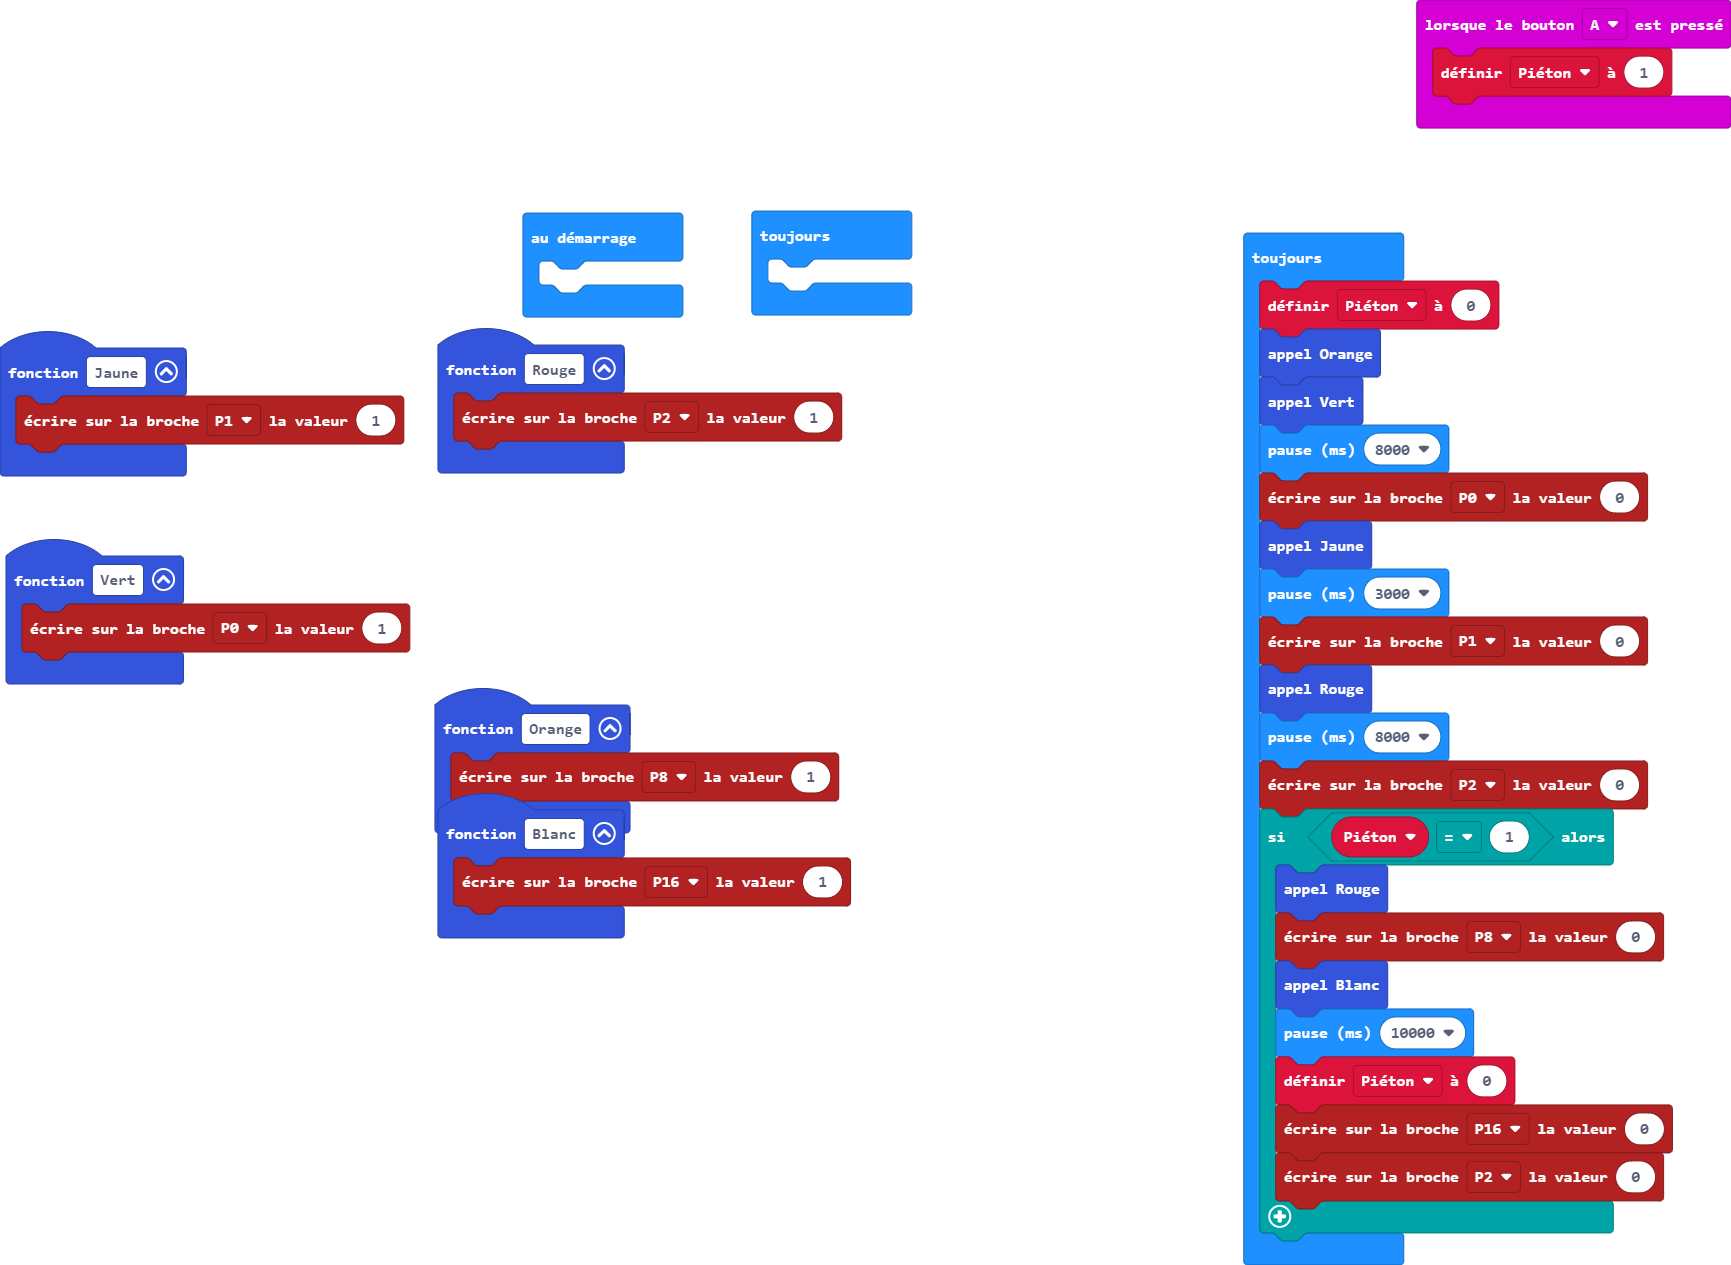 lorsque le bouton A est pressé
définir Piéton à 1
au démarrage
toujours
fonction Jaune
écrire sur la broche P1 la valeur 1
fonction Rouge
écrire sur la broche P2 la valeur 1
fonction Vert
écrire sur la broche P0 la valeur 1
fonction Orange
écrire sur la broche P8 la valeur 1
fonction Blanc
écrire sur la broche P16 la valeur 1
toujours
définir Piéton à 0
appel Orange
appel Vert
pause (ms) 8000
écrire sur la broche P0 la valeur 0
appel Jaune
pause (ms) 3000
écrire sur la broche P1 la valeur 0
appel Rouge
pause (ms) 8000
écrire sur la broche P2 la valeur 0
si Piéton = 1 alors
appel Rouge
écrire sur la broche P8 la valeur 0
appel Blanc
pause (ms) 10000
définir Piéton à 0
écrire sur la broche P16 la valeur 0
écrire sur la broche P2 la valeur 0